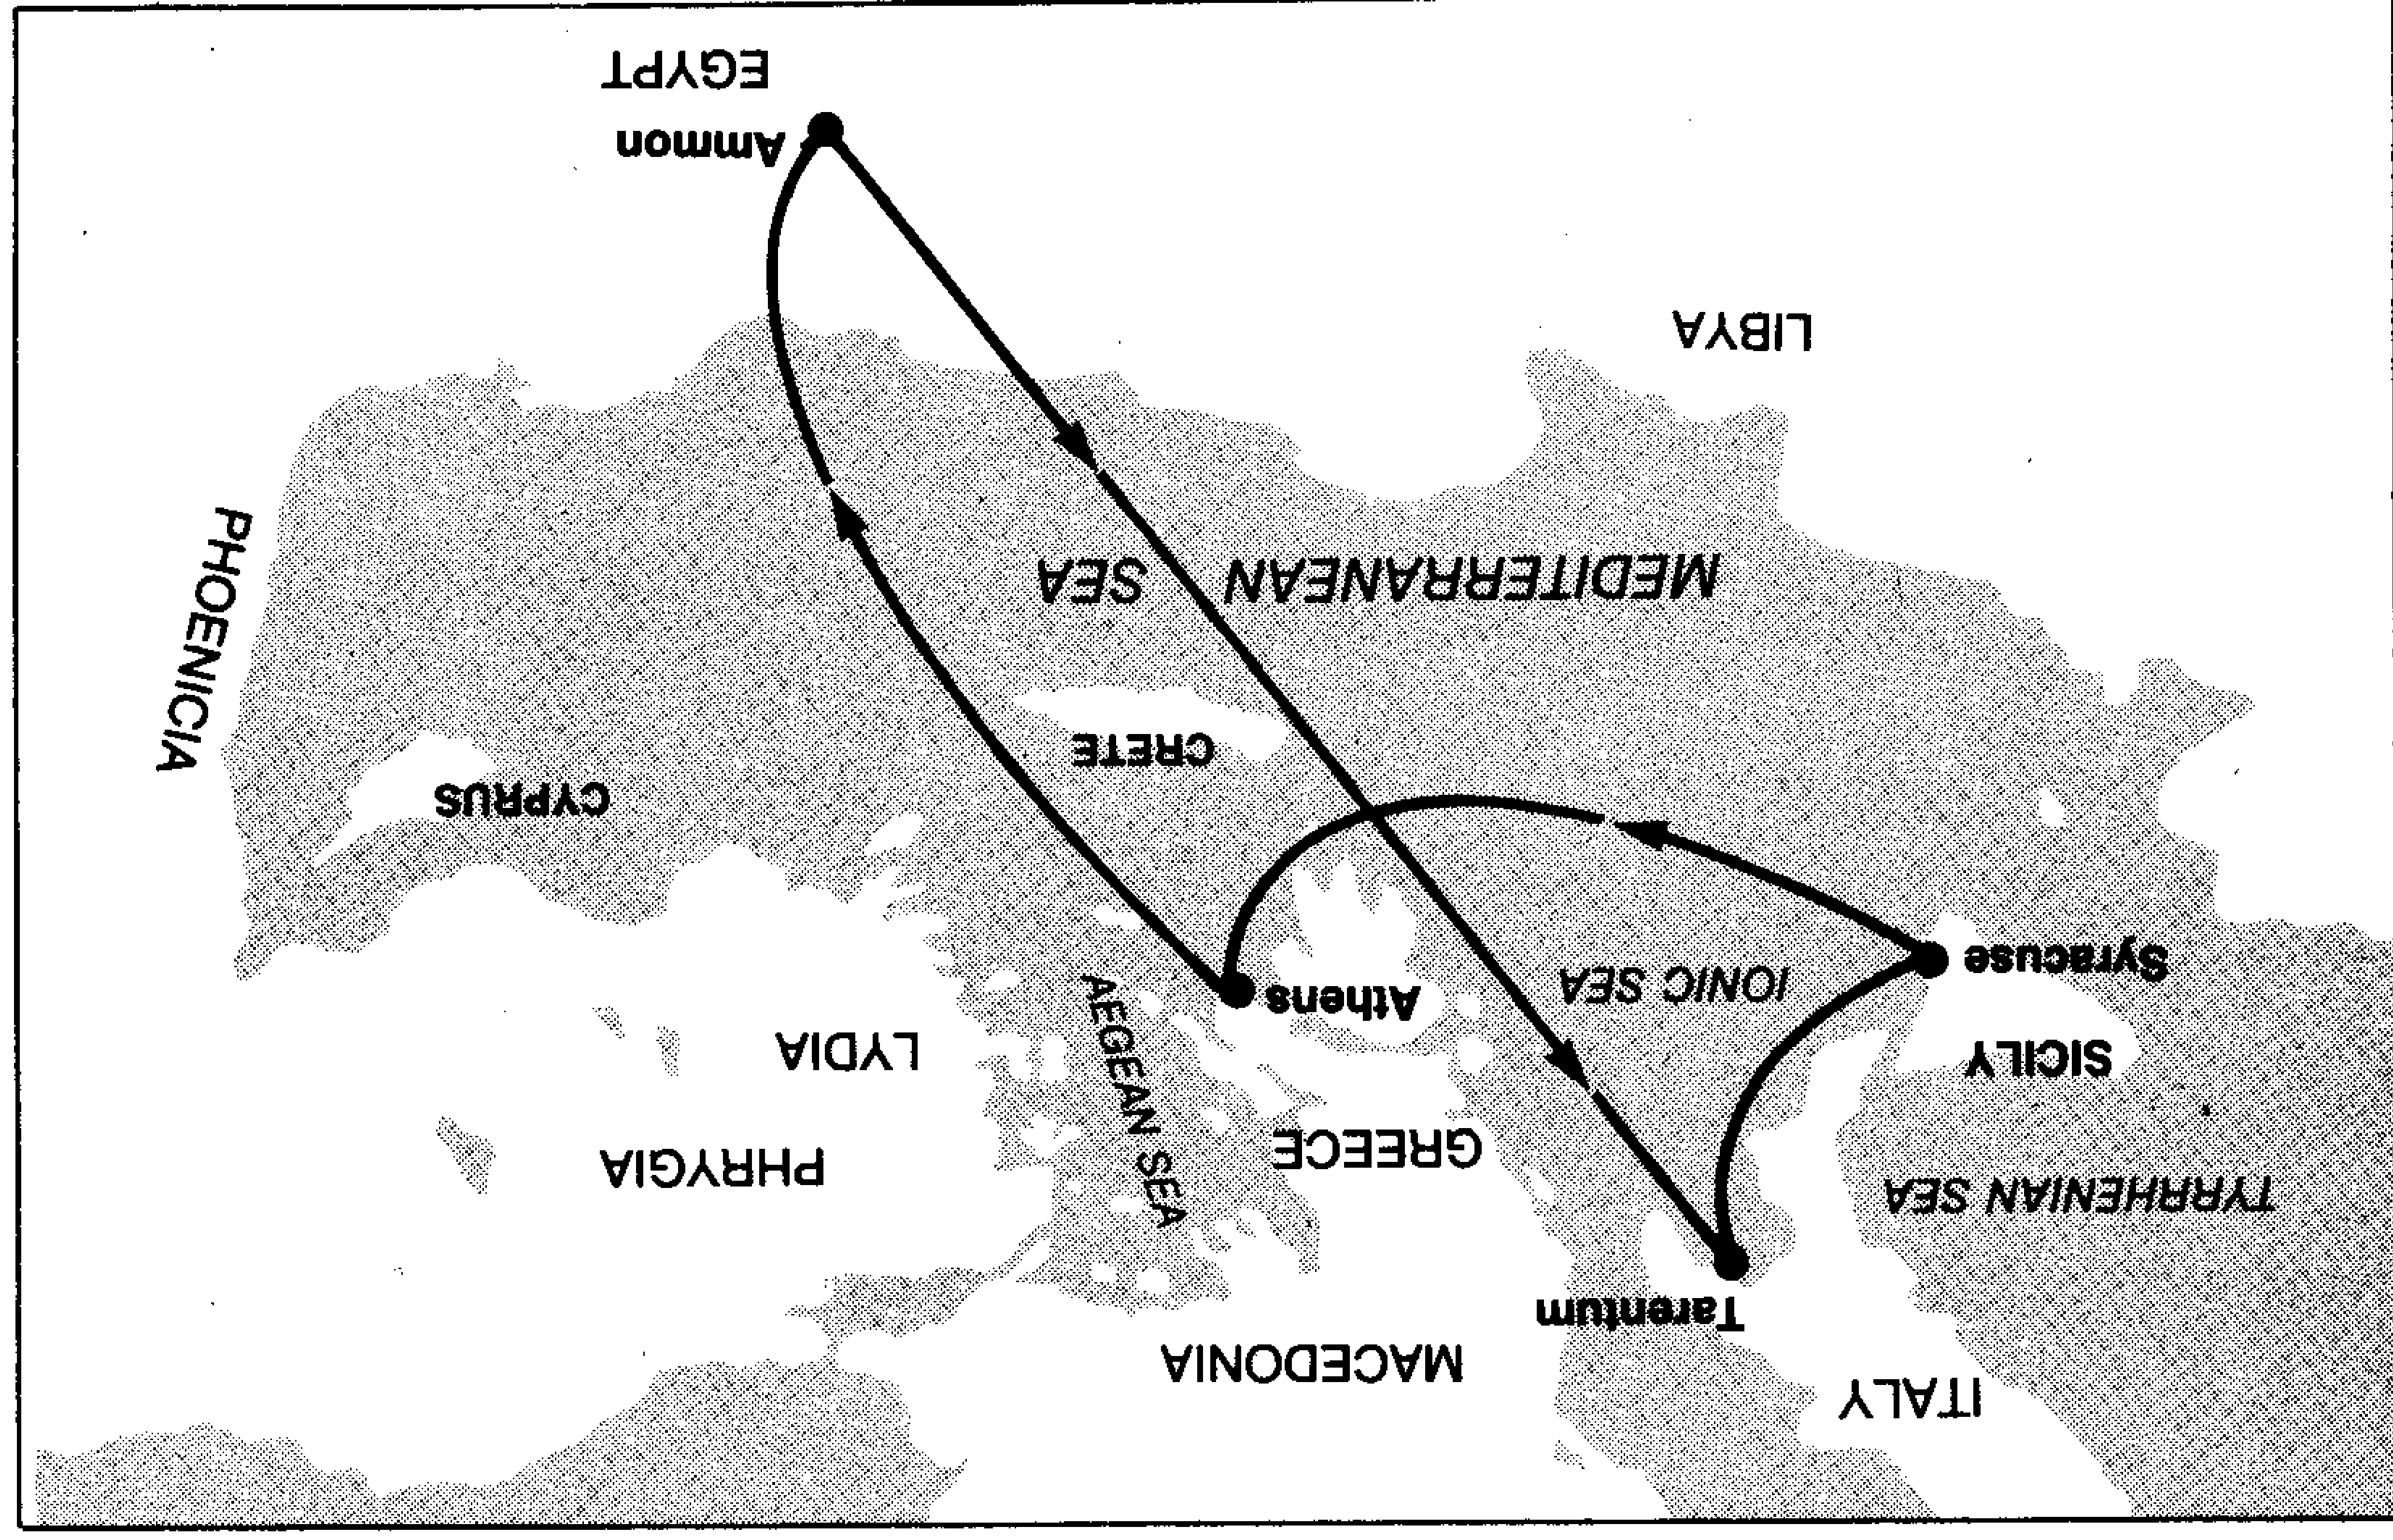 ITALY
MACEDONIA
Tarentum
TYRRHENIAN SEA
GREECE
PHRYGIA
SICILY
AEGEAN SEA
LYDIA
Syracuse
IONIC SEA
Athens
CYPRUS
CRETE
PHOENICIA
MEDITERRANEAN SEA
LIBYA
Ammon
EGYPT